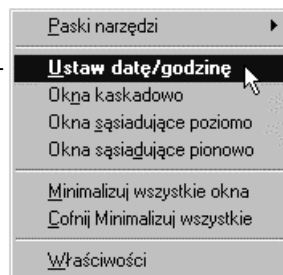 Paski narzędzi
Ustaw datę/godzinę
Okna kaskadowo
Okna sąsiadujące poziomo
Okna sąsiadujące pionowo
Minimalizuj wszystkie okna
Cofnij Minimalizuj wszystkie
Właściwości